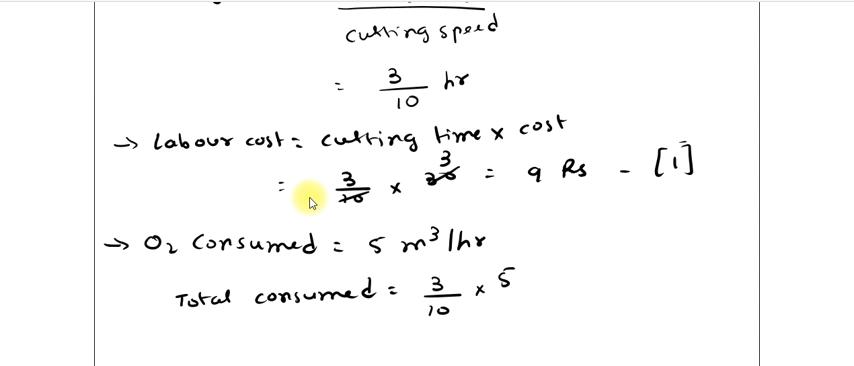 cutting speed
= 3/10 hr
→ Labour cost = cutting time × cost
= 3/10 × 30 3 = 9 Rs - [1]
→ O₂ Consumed = 5 m³/hr
Total consumed = 3/10 × 5